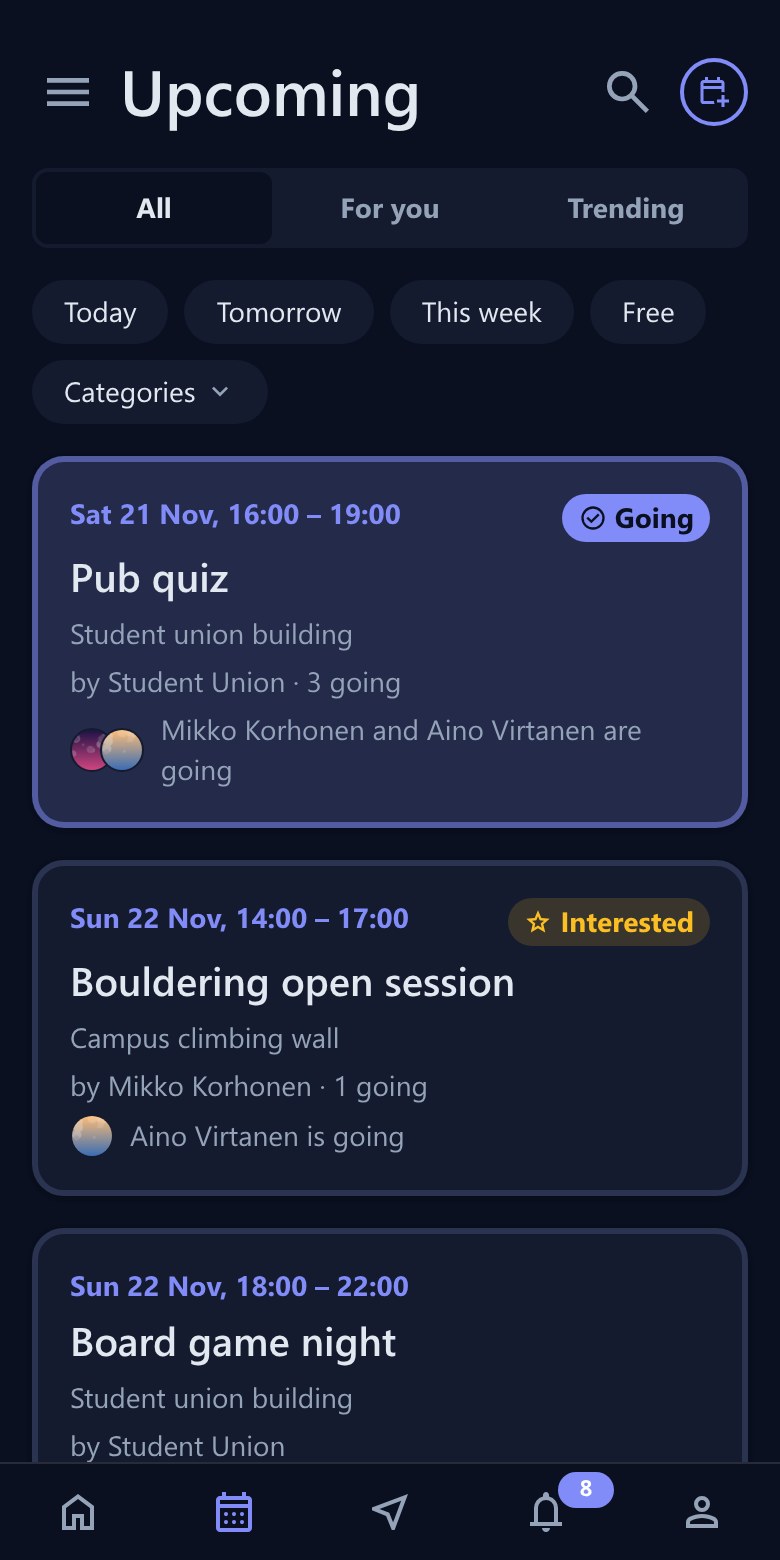 Upcoming
All
For you
Trending
Today
Tomorrow
This week
Free
Categories
Sat 21 Nov, 16:00 – 19:00
Going
Pub quiz
Student union building
by Student Union · 3 going
Mikko Korhonen and Aino Virtanen are
going
Sun 22 Nov, 14:00 – 17:00
Interested
Bouldering open session
Campus climbing wall
by Mikko Korhonen · 1 going
Aino Virtanen is going
Sun 22 Nov, 18:00 – 22:00
Board game night
Student union building
by Student Union
8